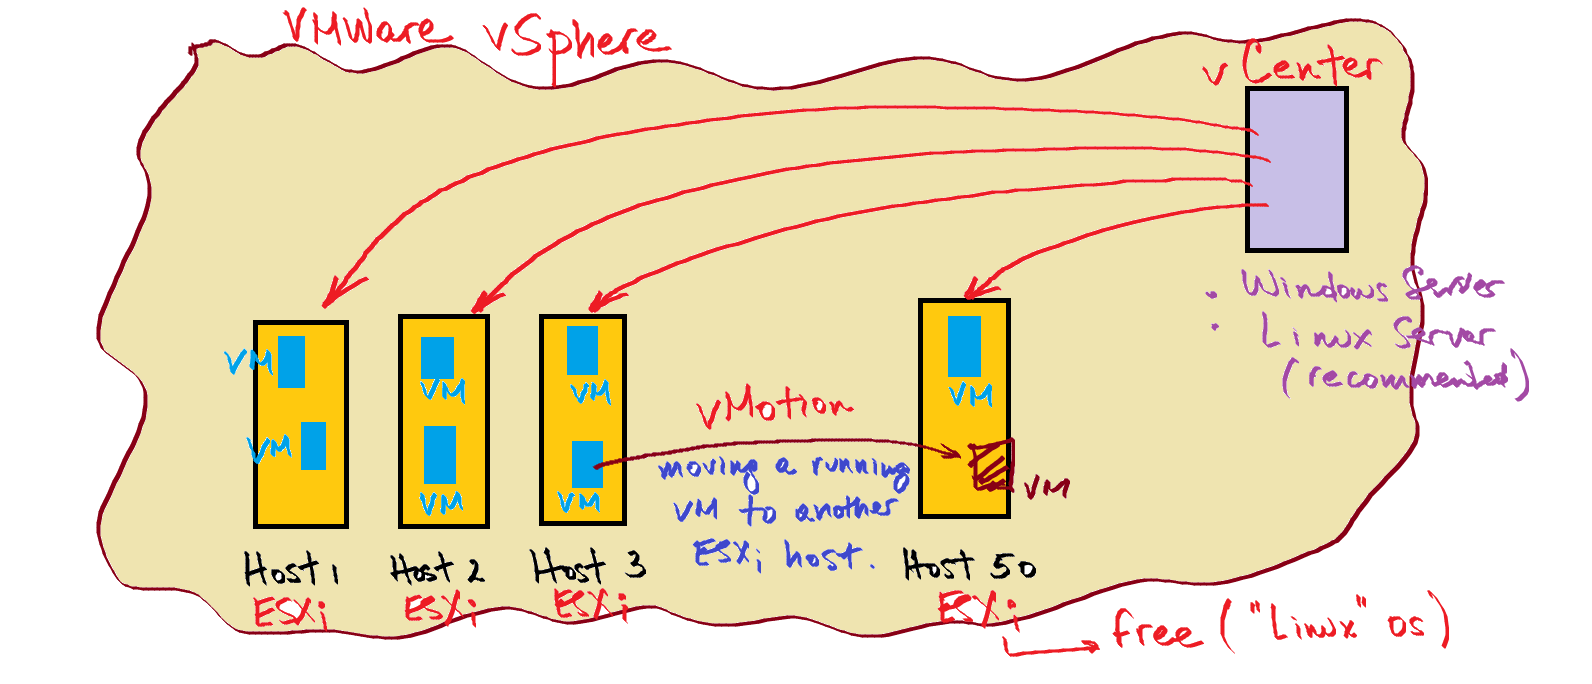 VMWare vSphere
vCenter
• Windows Server
• Linux Server
(recommented)
VM
VM
VM
VM
VM
VM
VM
VM
vMotion
moving a running
VM to another
ESXi host.
Host 1
ESXi
Host 2
ESXi
Host 3
ESXi
Host 50
ESXi
free ("Linux" OS)